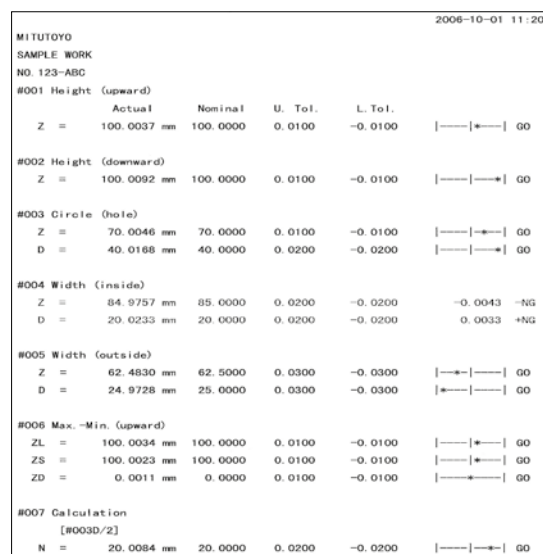 2006-10-01 11:20
MITUTOYO
SAMPLE WORK
NO. 123-ABC
#001 Height (upward)
Actual Nominal U. Tol. L. Tol.
Z = 100.0037 mm 100.0000 0.0100 -0.0100 |----|*---| GO
#002 Height (downward)
Z = 100.0092 mm 100.0000 0.0100 -0.0100 |----|---*| GO
#003 Circle (hole)
Z = 70.0046 mm 70.0000 0.0100 -0.0100 |----|-*--| GO
D = 40.0168 mm 40.0000 0.0200 -0.0200 |----|---*| GO
#004 Width (inside)
Z = 84.9757 mm 85.0000 0.0200 -0.0200 -0.0043 -NG
D = 20.0233 mm 20.0000 0.0200 -0.0200 0.0033 +NG
#005 Width (outside)
Z = 62.4830 mm 62.5000 0.0300 -0.0300 |--*-|----| GO
D = 24.9728 mm 25.0000 0.0300 -0.0300 |*---|----| GO
#006 Max.-Min. (upward)
ZL = 100.0034 mm 100.0000 0.0100 -0.0100 |----|*---| GO
ZS = 100.0023 mm 100.0000 0.0100 -0.0100 |----|*---| GO
ZD = 0.0011 mm 0.0000 0.0100 -0.0100 |----*----| GO
#007 Calculation
[#003D/2]
N = 20.0084 mm 20.0000 0.0200 -0.0200 |----|-*--| GO